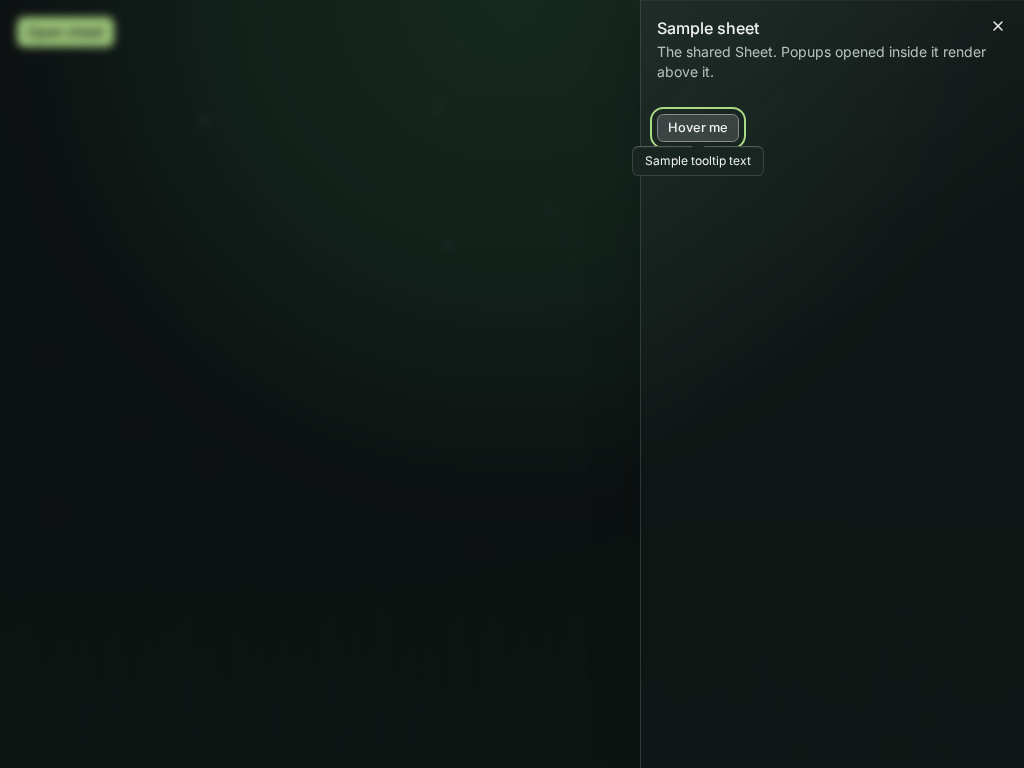 Sample sheet
The shared Sheet. Popups opened inside it render
above it.
Hover me
Sample tooltip text